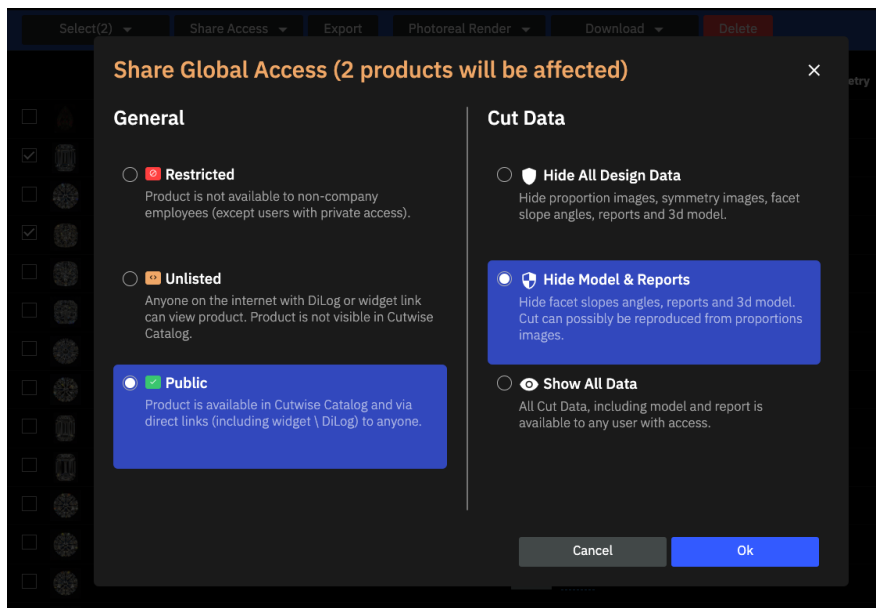 Select(2)
Share Access
Export
Photoreal Render
Download
Delete
etry
Share Global Access (2 products will be affected)
General
Restricted
Product is not available to non-company
employees (except users with private access).
Unlisted
Anyone on the internet with DiLog or widget link
can view product. Product is not visible in Cutwise
Catalog.
Public
Product is available in Cutwise Catalog and via
direct links (including widget \ DiLog) to anyone.
Cut Data
Hide All Design Data
Hide proportion images, symmetry images, facet
slope angles, reports and 3d model.
Hide Model & Reports
Hide facet slopes angles, reports and 3d model.
Cut can possibly be reproduced from proportions
images.
Show All Data
All Cut Data, including model and report is
available to any user with access.
Cancel
Ok